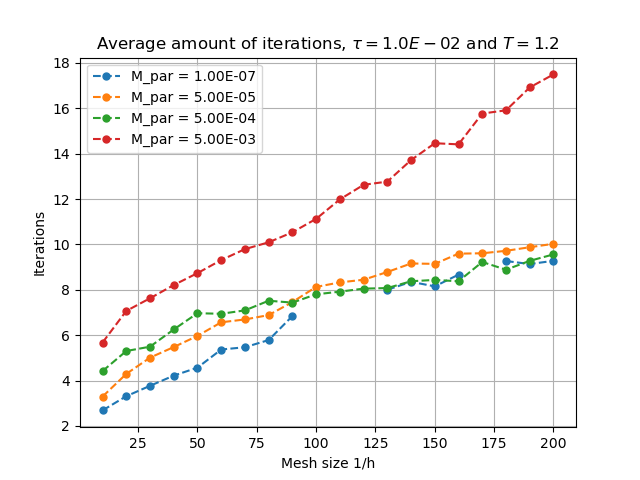 Average amount of iterations, τ = 1.0E − 02 and T = 1.2
M_par = 1.00E-07
M_par = 5.00E-05
M_par = 5.00E-04
M_par = 5.00E-03
18
16
14
12
10
8
6
4
2
Iterations
25 50 75 100 125 150 175 200
Mesh size 1/h